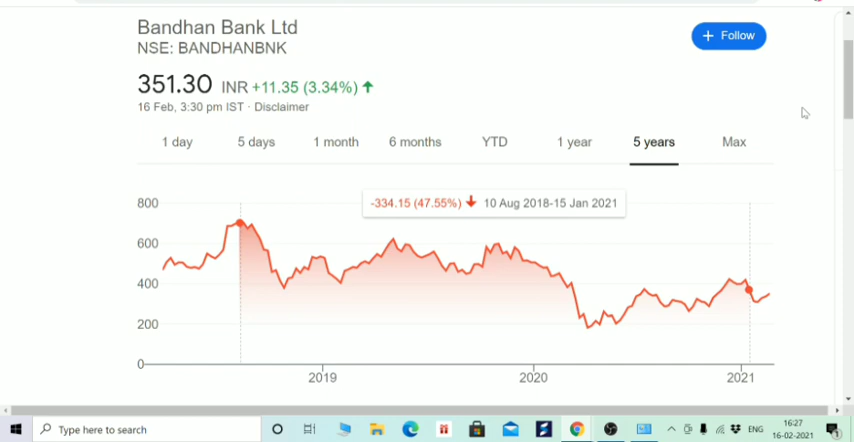 Bandhan Bank Ltd
NSE: BANDHANBNK
+ Follow
351.30 INR +11.35 (3.34%)
16 Feb, 3:30 pm IST · Disclaimer
1 day 5 days 1 month 6 months YTD 1 year 5 years Max
-334.15 (47.55%) 10 Aug 2018-15 Jan 2021
800
600
400
200
0
2019 2020 2021
Type here to search
ENG
16:27
16-02-2021
1